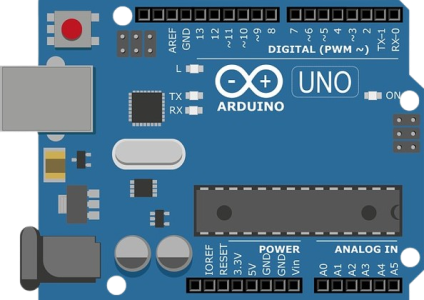 AREF
GND
13
12
~11
~10
~9
8
7
~6
~5
4
~3
2
TX-1
RX-0
DIGITAL (PWM ~)
L
TX
RX
UNO
ARDUINO
ON
POWER
ANALOG IN
IOREF
RESET
3.3V
5V
GND
GND
Vin
A0
A1
A2
A3
A4
A5